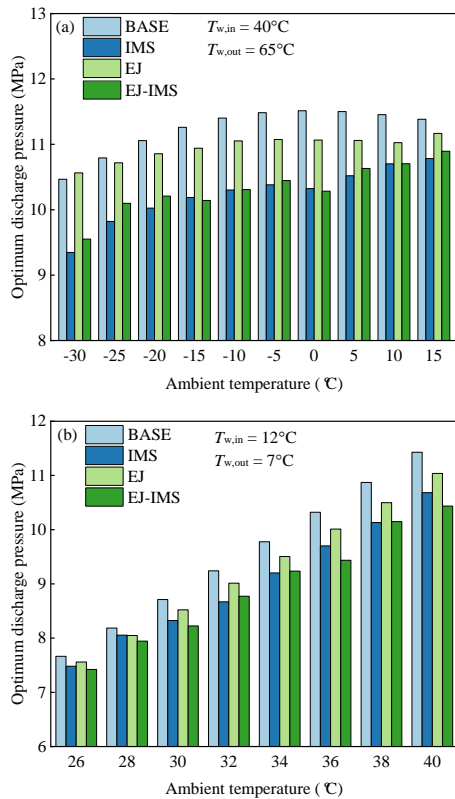 (a)
BASE
IMS
EJ
EJ-IMS
Tw,in = 40°C
Tw,out = 65°C
13
12
11
10
9
8
Optimum discharge pressure (MPa)
-30 -25 -20 -15 -10 -5 0 5 10 15
Ambient temperature (℃)
(b)
BASE
IMS
EJ
EJ-IMS
Tw,in = 12°C
Tw,out = 7°C
12
11
10
9
8
7
6
Optimum discharge pressure (MPa)
26 28 30 32 34 36 38 40
Ambient temperature (℃)